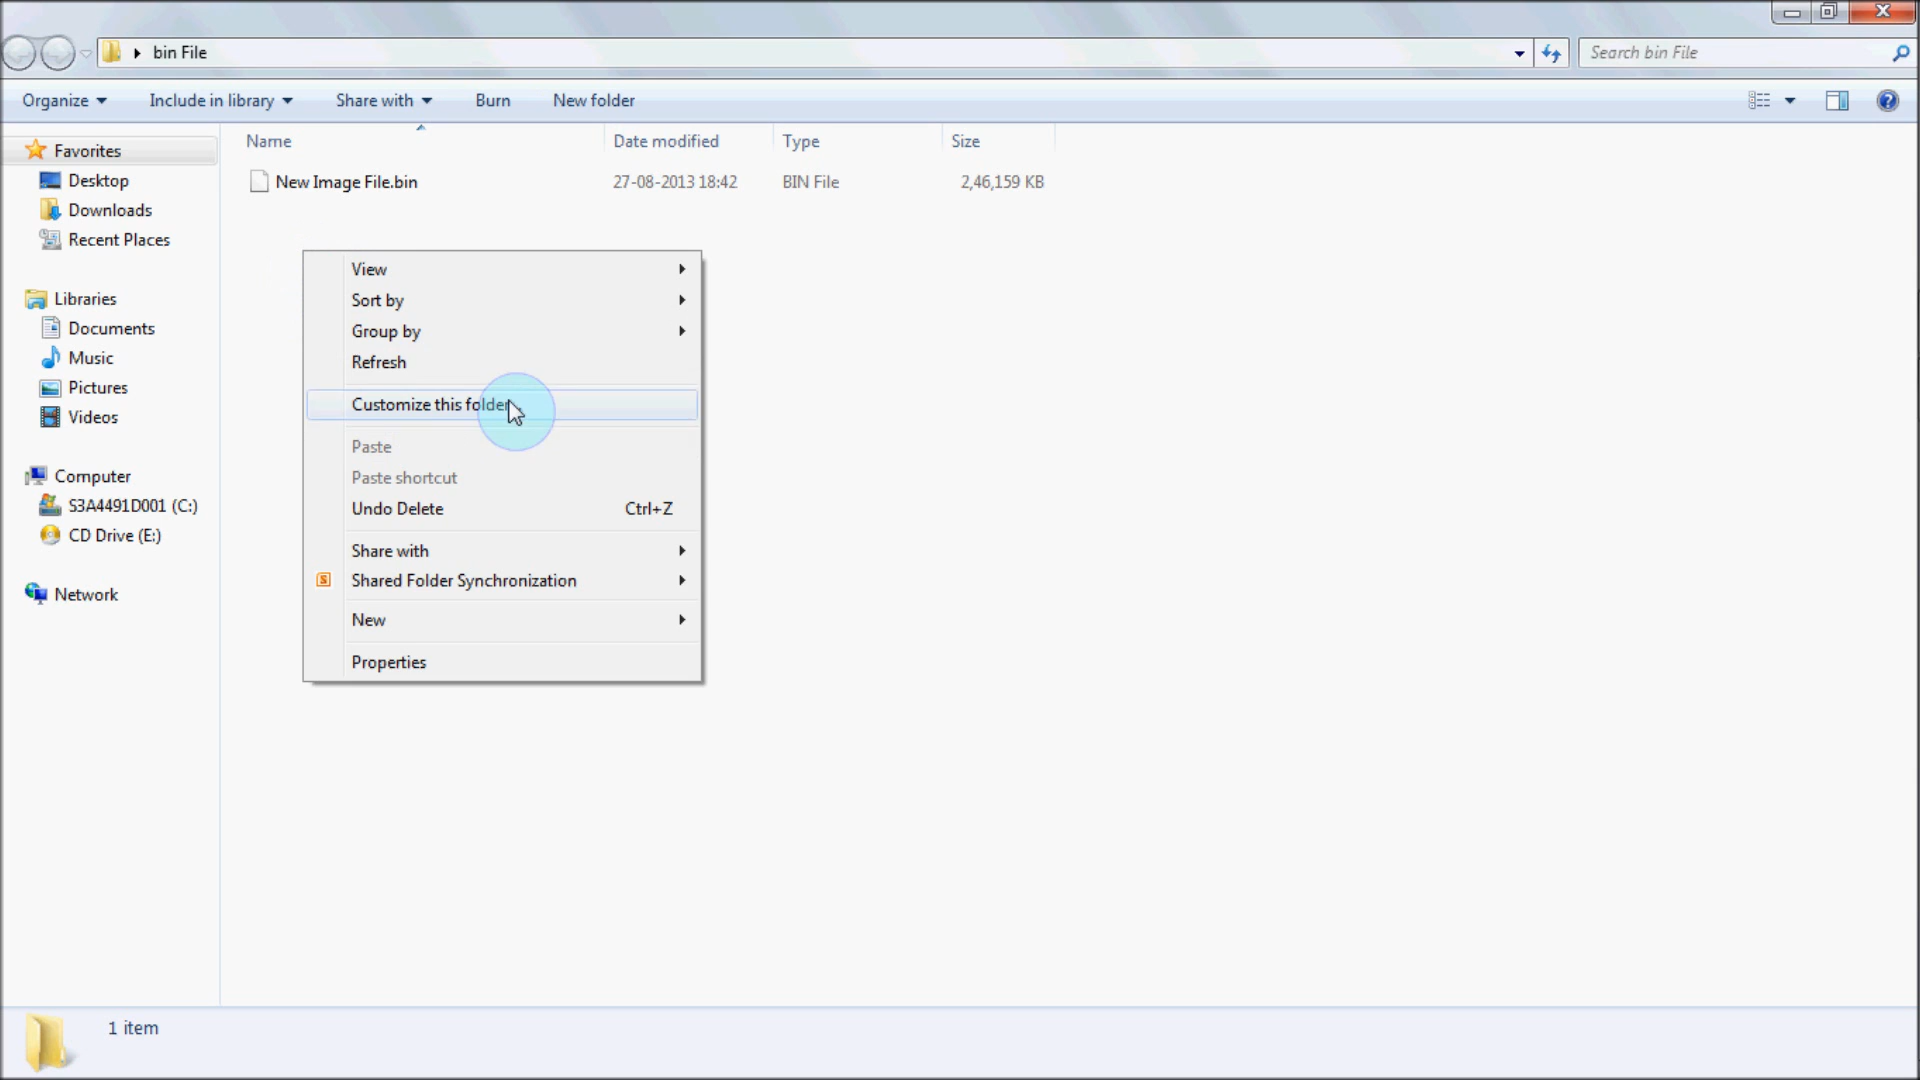 bin File
Search bin File
Organize Include in library Share with Burn New folder
Name Date modified Type Size
New Image File.bin 27-08-2013 18:42 BIN File 2,46,159 KB
Favorites
Desktop
Downloads
Recent Places
Libraries
Documents
Music
Pictures
Videos
Computer
S3A4491D001 (C:)
CD Drive (E:)
Network
View
Sort by
Group by
Refresh
Customize this folder...
Paste
Paste shortcut
Undo Delete Ctrl+Z
Share with
S Shared Folder Synchronization
New
Properties
1 item